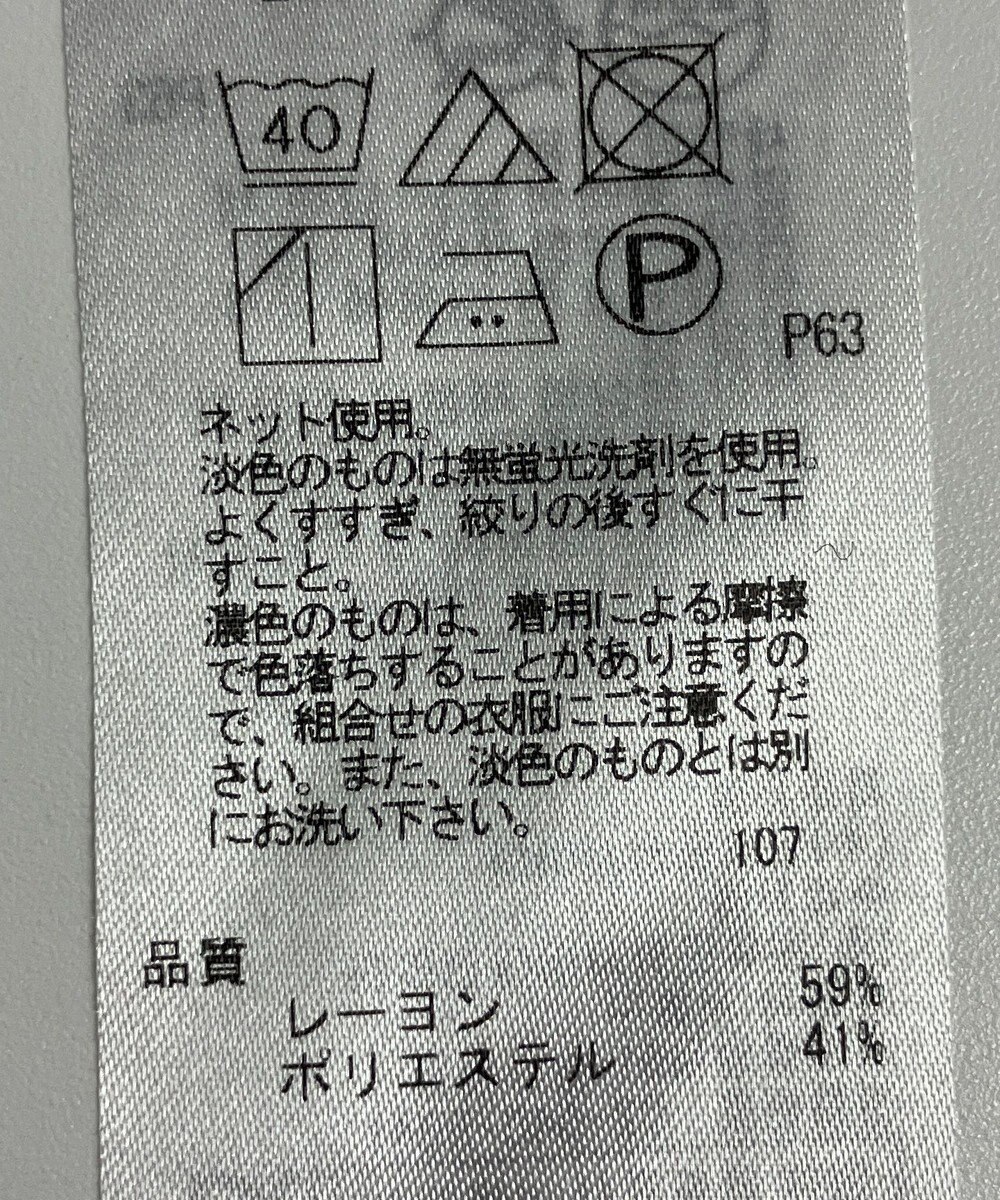 40
P
P63
ネット使用。
淡色のものは無蛍光洗剤を使用。
よくすすぎ、絞りの後すぐに干
すこと。
濃色のものは、着用による摩擦
で色落ちすることがありますの
で、組合せの衣服にご注意くだ
さい。また、淡色のものとは別
にお洗い下さい。
107
品質
レーヨン 59%
ポリエステル 41%